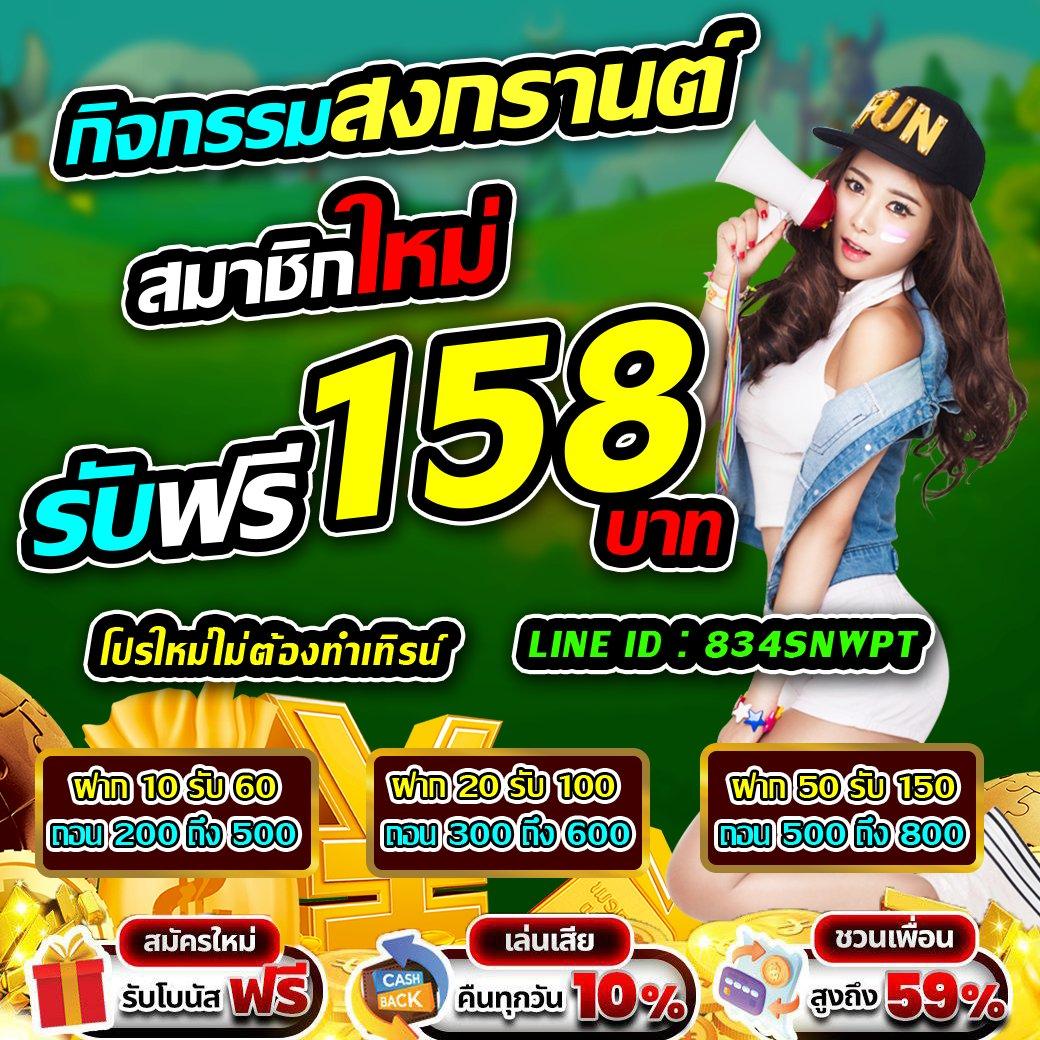 กิจกรรมสงกรานต์
FUN
สมาชิกใหม่
รับฟรี 158 บาท
โปรใหม่ไม่ต้องทำเทิรน์
LINE ID : 834SNWPT
ฝาก 10 รับ 60
ถอน 200 ถึง 500
ฝาก 20 รับ 100
ถอน 300 ถึง 600
ฝาก 50 รับ 150
ถอน 500 ถึง 800
สมัครใหม่
รับโบนัส ฟรี
CASH
BACK
เล่นเสีย
คืนทุกวัน 10%
ชวนเพื่อน
สูงถึง 59%